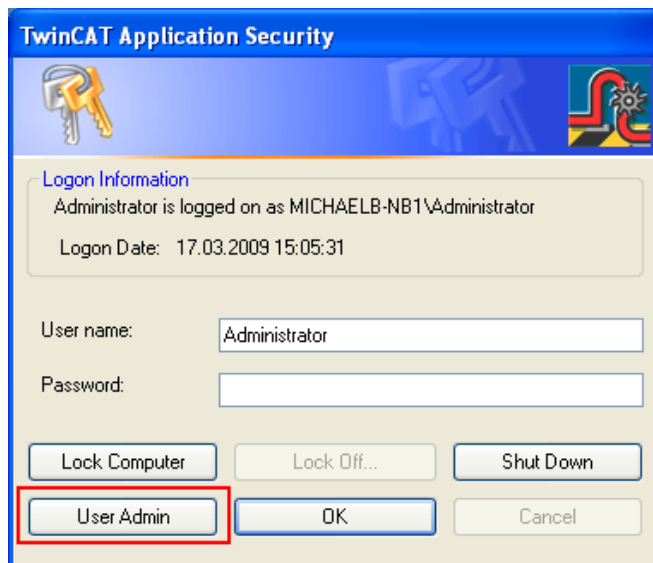 TwinCAT Application Security
Logon Information
Administrator is logged on as MICHAELB-NB1\Administrator
Logon Date: 17.03.2009 15:05:31
User name: Administrator
Password:
Lock Computer Lock Off... Shut Down
User Admin OK Cancel